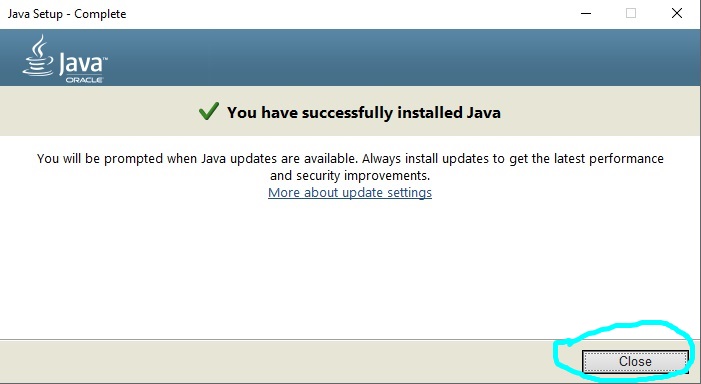 Java Setup - Complete
Java™
ORACLE
You have successfully installed Java
You will be prompted when Java updates are available. Always install updates to get the latest performance
and security improvements.
More about update settings
Close